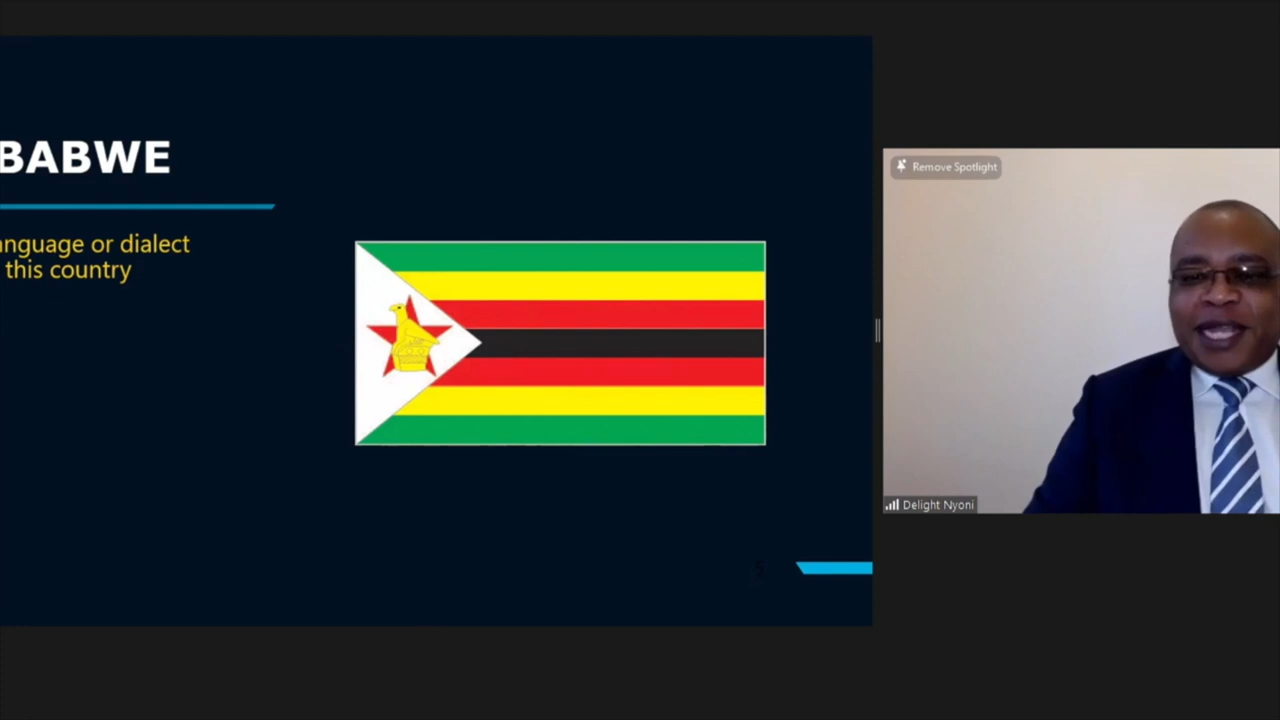 BABWE
anguage or dialect
this country
Remove Spotlight
Delight Nyoni